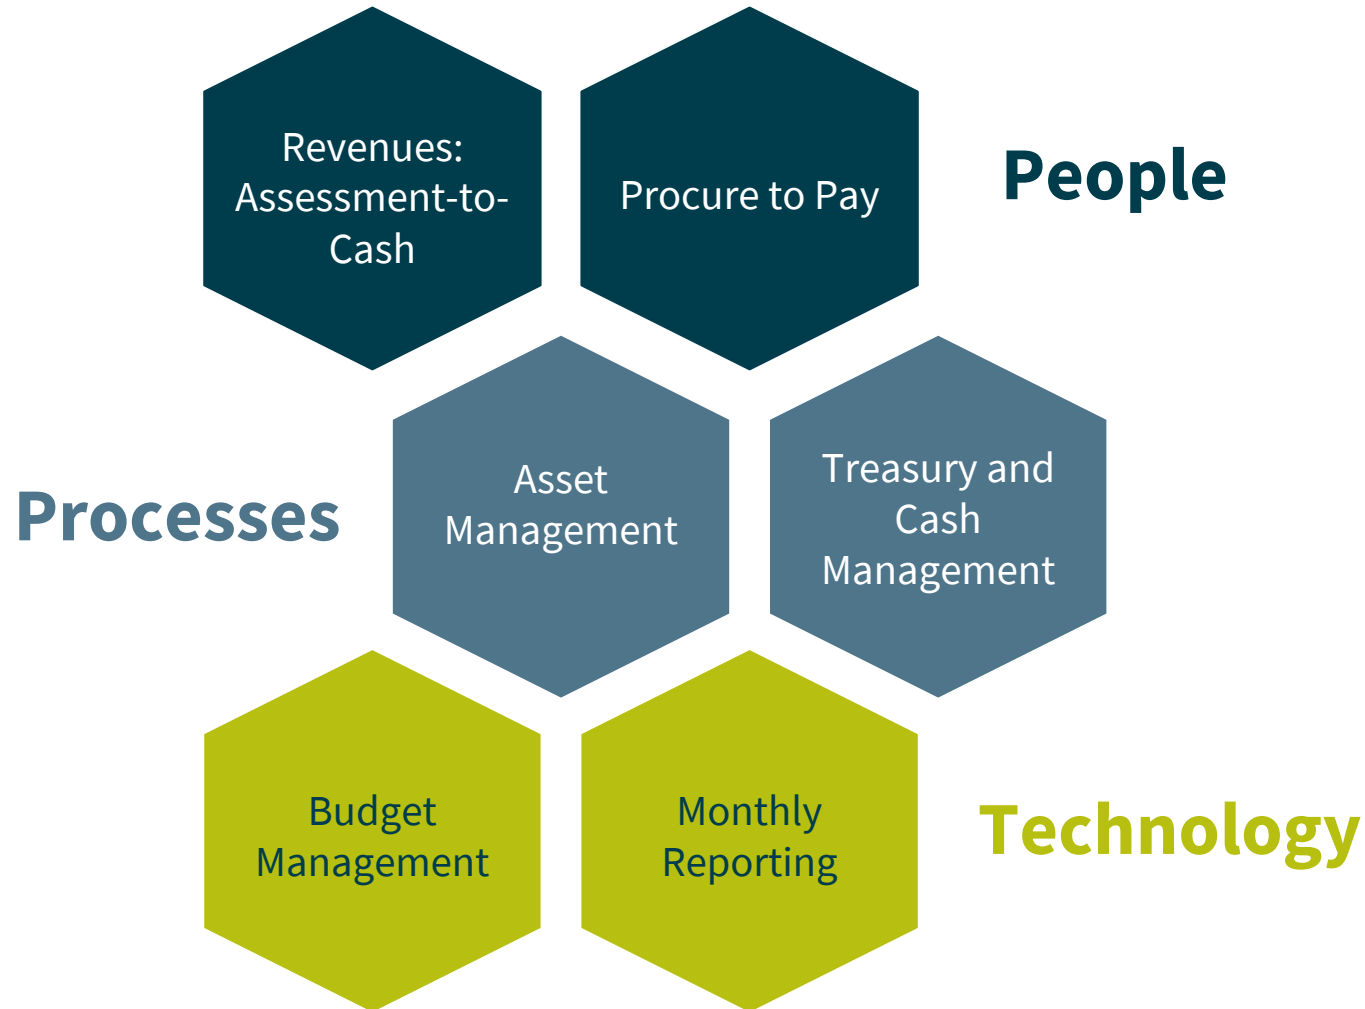 Revenues:
Assessment-to-
Cash
Procure to Pay
People
Processes
Asset
Management
Treasury and
Cash
Management
Budget
Management
Monthly
Reporting
Technology